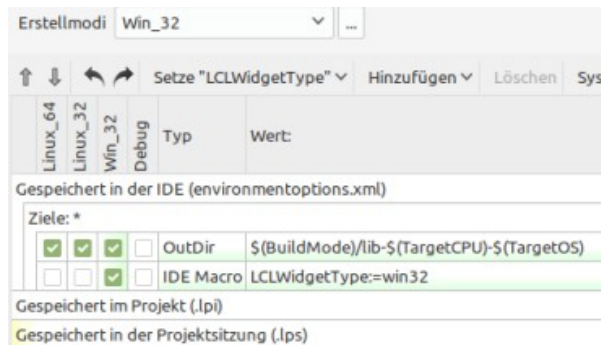 Erstellmodi Win_32 ...
Setze "LCLWidgetType" Hinzufügen Löschen Sys
Linux_64 Linux_32 Win_32 Debug Typ Wert:
Gespeichert in der IDE (environmentoptions.xml)
Ziele: *
OutDir $(BuildMode)/lib-$(TargetCPU)-$(TargetOS)
IDE Macro LCLWidgetType:=win32
Gespeichert im Projekt (.lpi)
Gespeichert in der Projektsitzung (.lps)